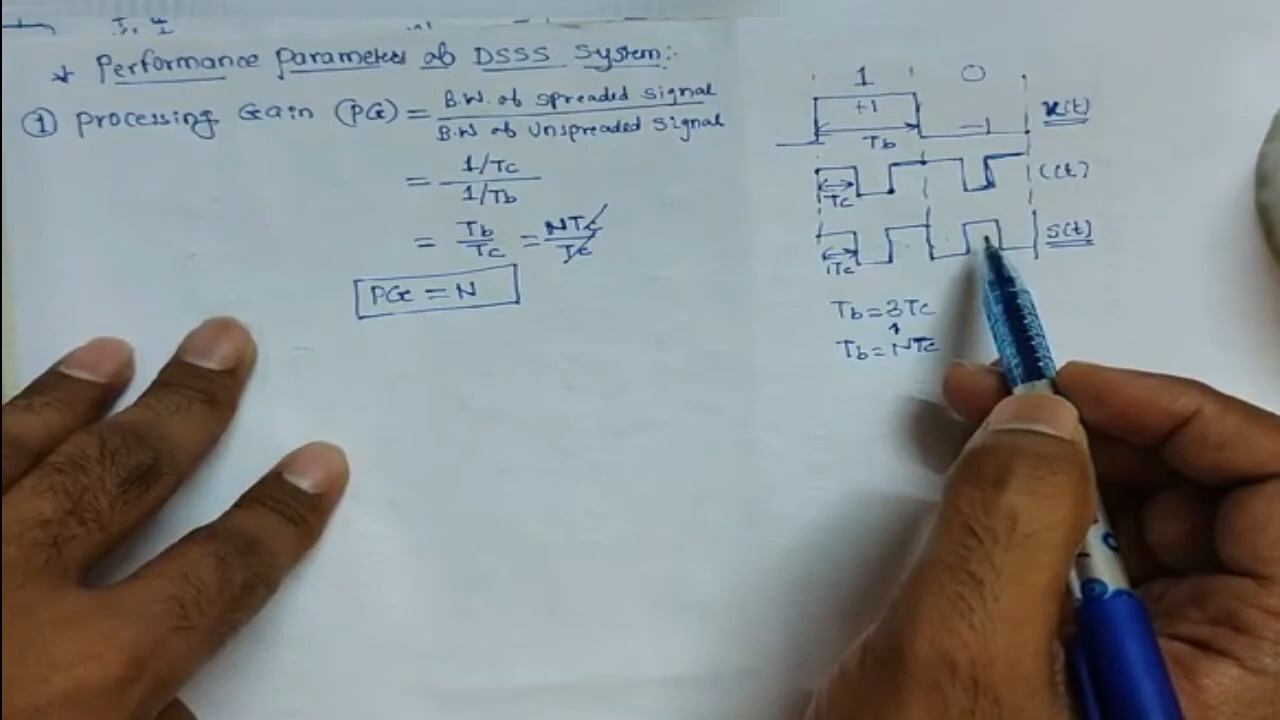 * Performance Parameters of DSSS System:-
① Processing Gain (PG) = B.W. of spreaded signal / B.W of Unspreaded Signal
= 1/Tc / 1/Tb
= Tb/Tc = NTc/Tc
PG = N
1 0
+1 -1 x(t)
Tb
c(t)
Tc
s(t)
Tc
Tb = 3Tc
Tb = NTc